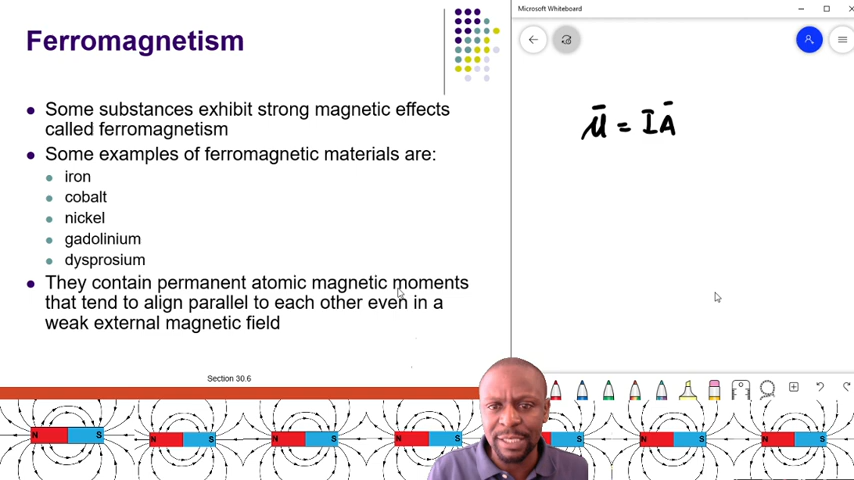 Ferromagnetism
Some substances exhibit strong magnetic effects
called ferromagnetism
Some examples of ferromagnetic materials are:
iron
cobalt
nickel
gadolinium
dysprosium
They contain permanent atomic magnetic moments
that tend to align parallel to each other even in a
weak external magnetic field
Section 30.6
Microsoft Whiteboard
μ̄ = IĀ
N S N S N S N S S N S N S